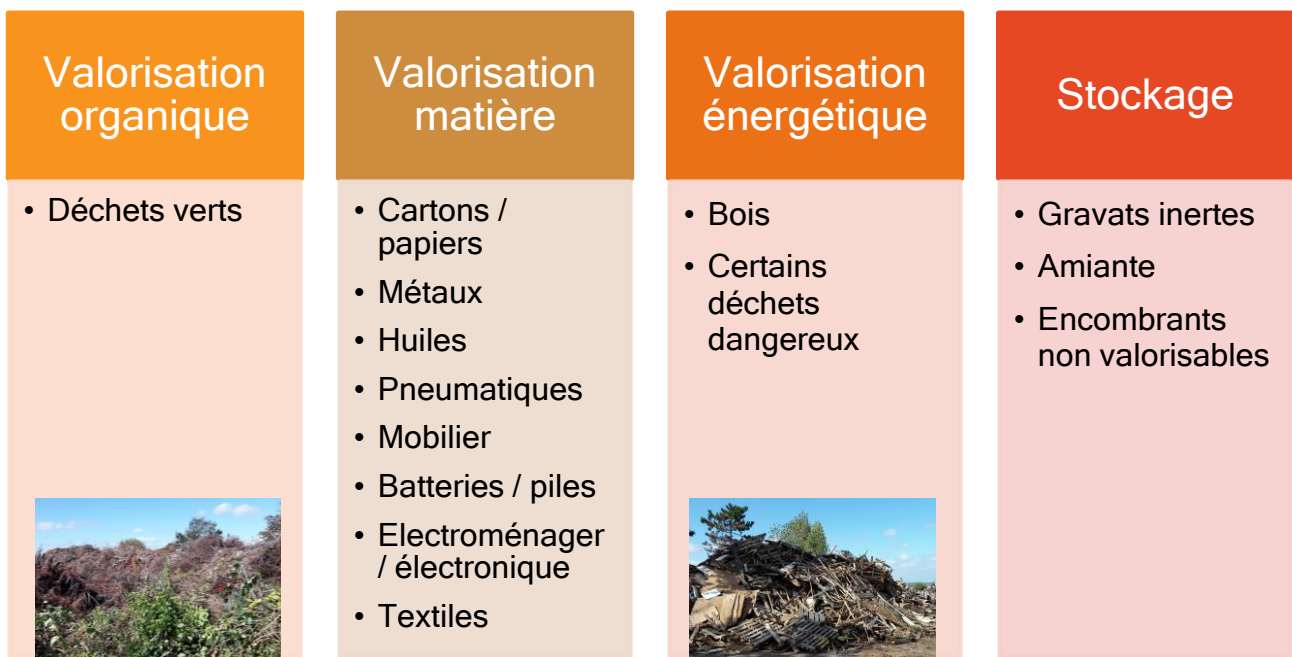 Valorisation
organique
• Déchets verts
Valorisation
matière
• Cartons /
papiers
• Métaux
• Huiles
• Pneumatiques
• Mobilier
• Batteries / piles
• Electroménager
/ électronique
• Textiles
Valorisation
énergétique
• Bois
• Certains
déchets
dangereux
Stockage
• Gravats inertes
• Amiante
• Encombrants
non valorisables